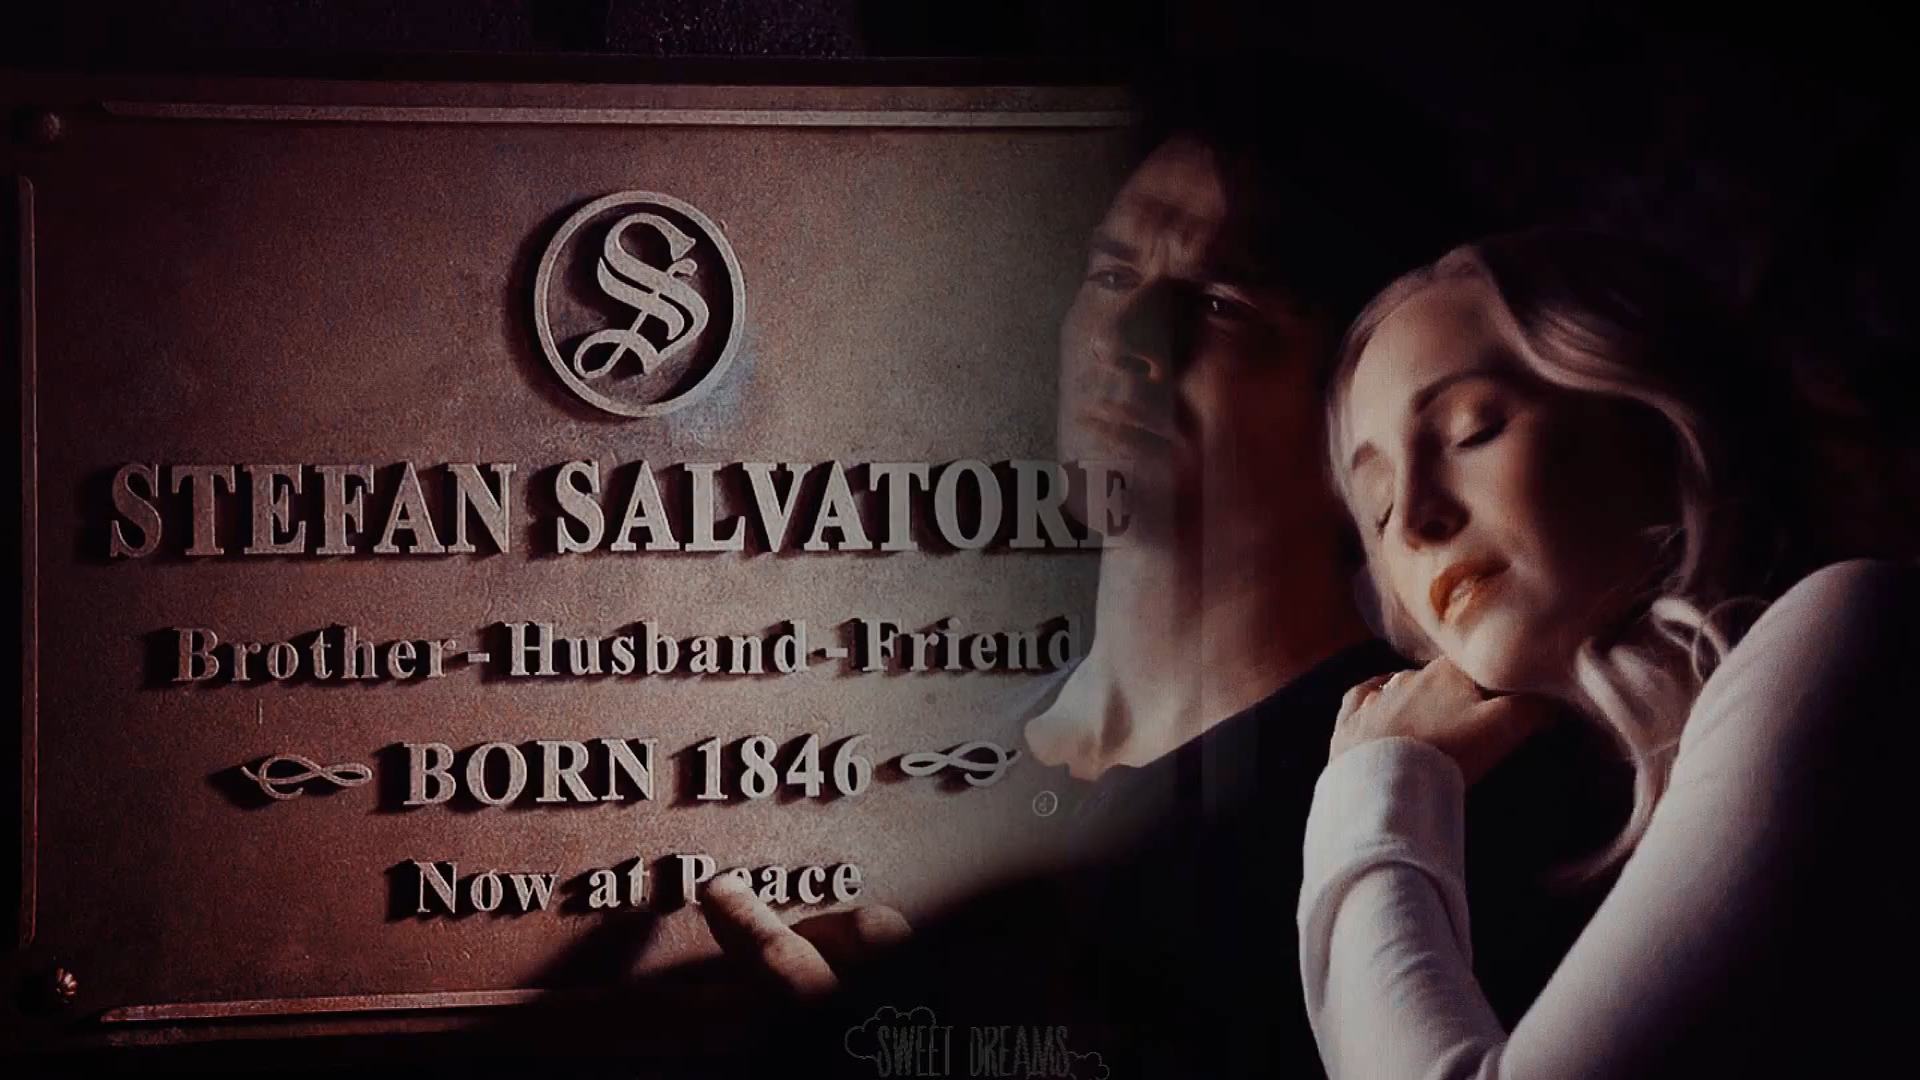 S
STEFAN SALVATORE
Brother-Husband-Friend
BORN 1846
Now at Peace
SWEET DREAMS